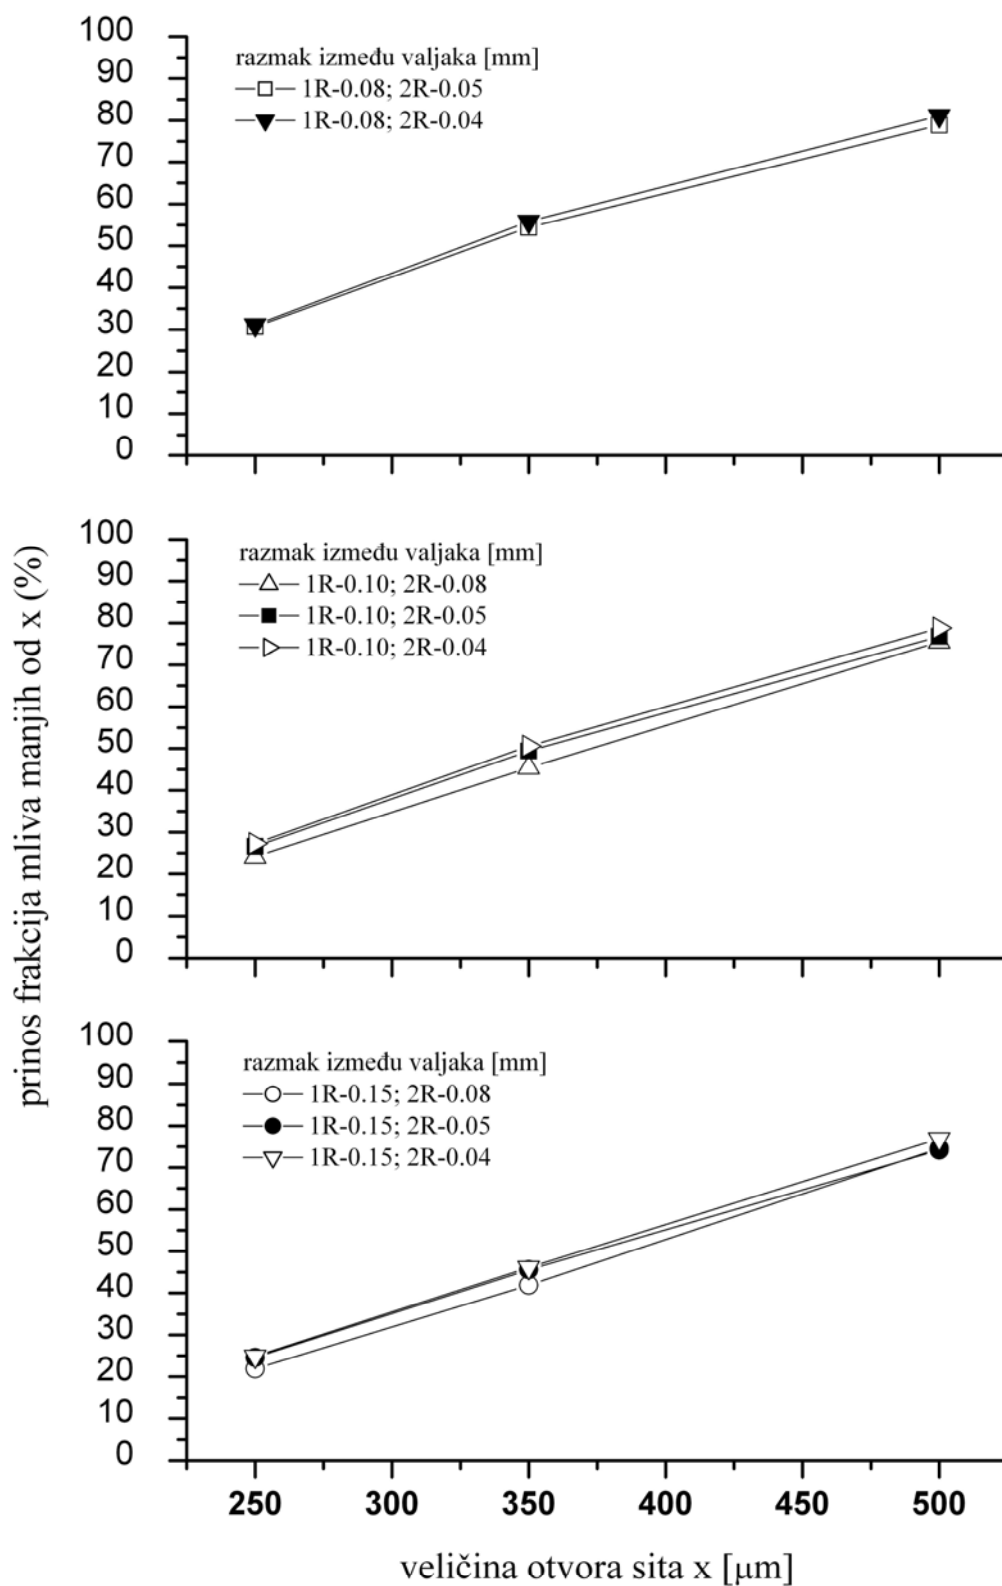 prinos frakcija mliva manjih od x (%)
100
90
80
70
60
50
40
30
20
10
0
razmak između valjaka [mm]
1R-0.08; 2R-0.05
1R-0.08; 2R-0.04
100
90
80
70
60
50
40
30
20
10
0
razmak između valjaka [mm]
1R-0.10; 2R-0.08
1R-0.10; 2R-0.05
1R-0.10; 2R-0.04
100
90
80
70
60
50
40
30
20
10
0
razmak između valjaka [mm]
1R-0.15; 2R-0.08
1R-0.15; 2R-0.05
1R-0.15; 2R-0.04
250 300 350 400 450 500
veličina otvora sita x [μm]